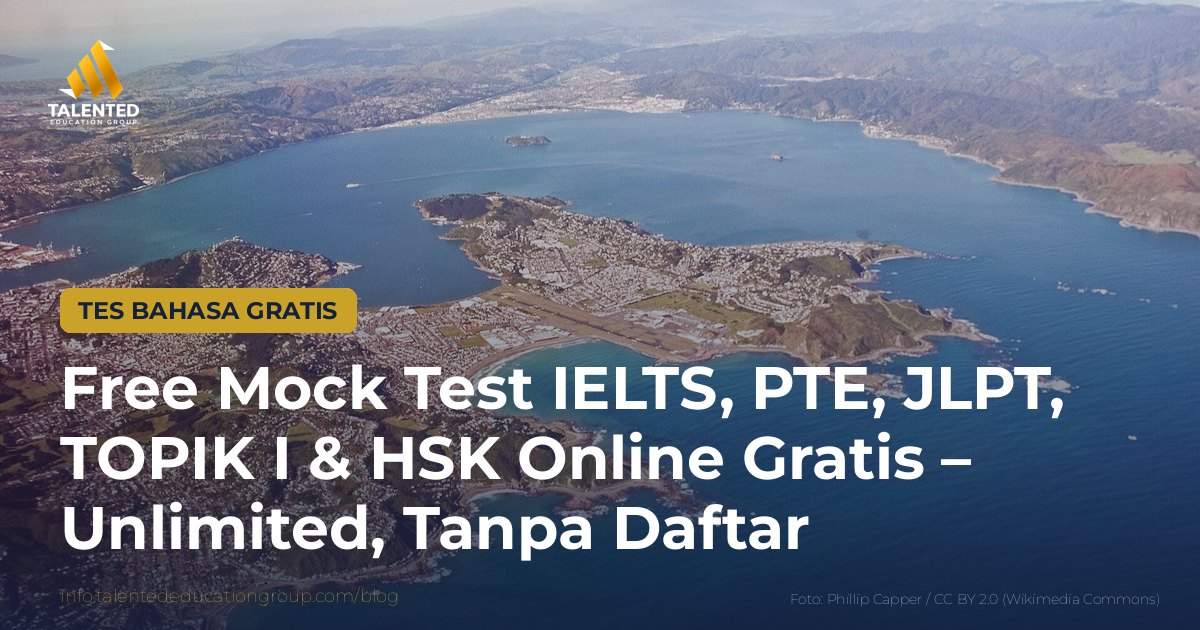 TALENTED
EDUCATION GROUP
TES BAHASA GRATIS
Free Mock Test IELTS, PTE, JLPT,
TOPIK I & HSK Online Gratis –
Unlimited, Tanpa Daftar
info.talentededucationgroup.com/blog
Foto: Phillip Capper / CC BY 2.0 (Wikimedia Commons)